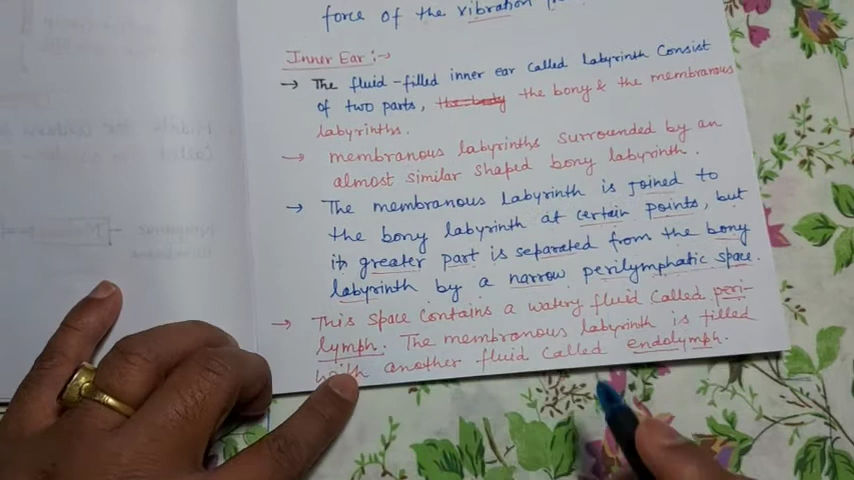 force of the vibration
Inner Ear :-
→ The fluid-filled inner ear called Labyrinth Consist
of two parts, the body the bony & the membranous
labyrinths.
→ membranous labyrinths surrounded by an
almost similar shaped bony labyrinth.
→ The membranous Labyrinth is joined to
the bony labyrinth at certain points, but
its greater part is separated from the bony
labyrinth by a narrow perilymphatic space.
→ This space contains a watery fluid called peri-
lymph. The membranous labyrinth is filled
with another fluid called endolymph.